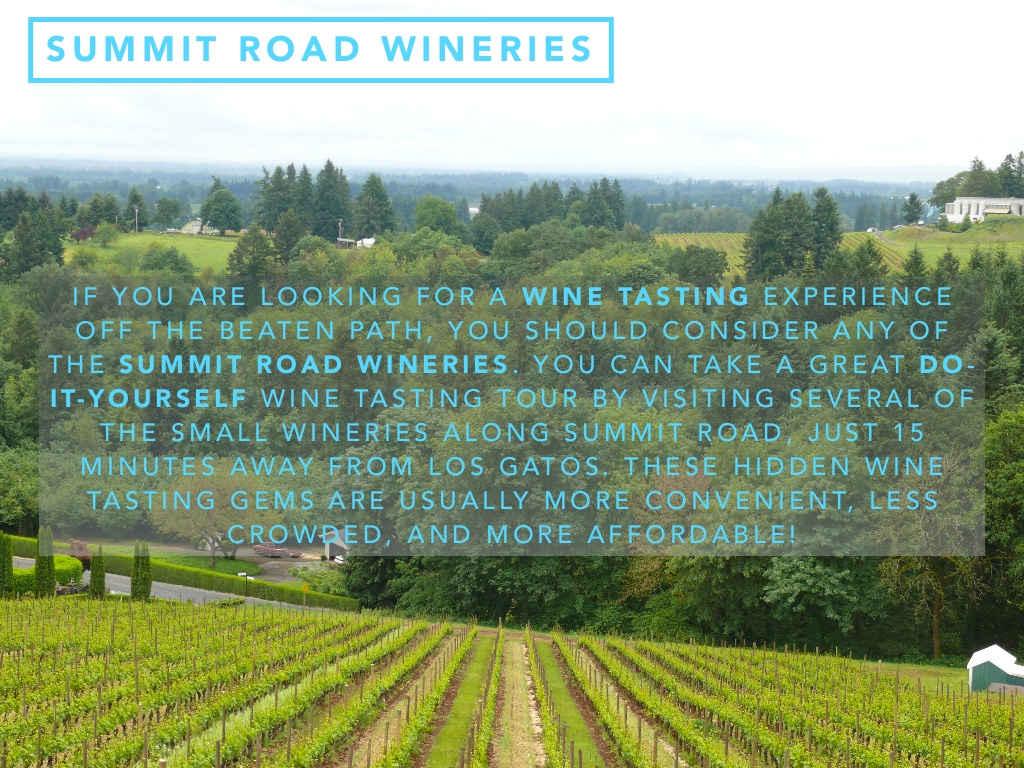 SUMMIT ROAD WINERIES
IF YOU ARE LOOKING FOR A WINE TASTING EXPERIENCE
OFF THE BEATEN PATH, YOU SHOULD CONSIDER ANY OF
THE SUMMIT ROAD WINERIES. YOU CAN TAKE A GREAT DO-
IT-YOURSELF WINE TASTING TOUR BY VISITING SEVERAL OF
THE SMALL WINERIES ALONG SUMMIT ROAD, JUST 15
MINUTES AWAY FROM LOS GATOS. THESE HIDDEN WINE
TASTING GEMS ARE USUALLY MORE CONVENIENT, LESS
CROWDED, AND MORE AFFORDABLE!